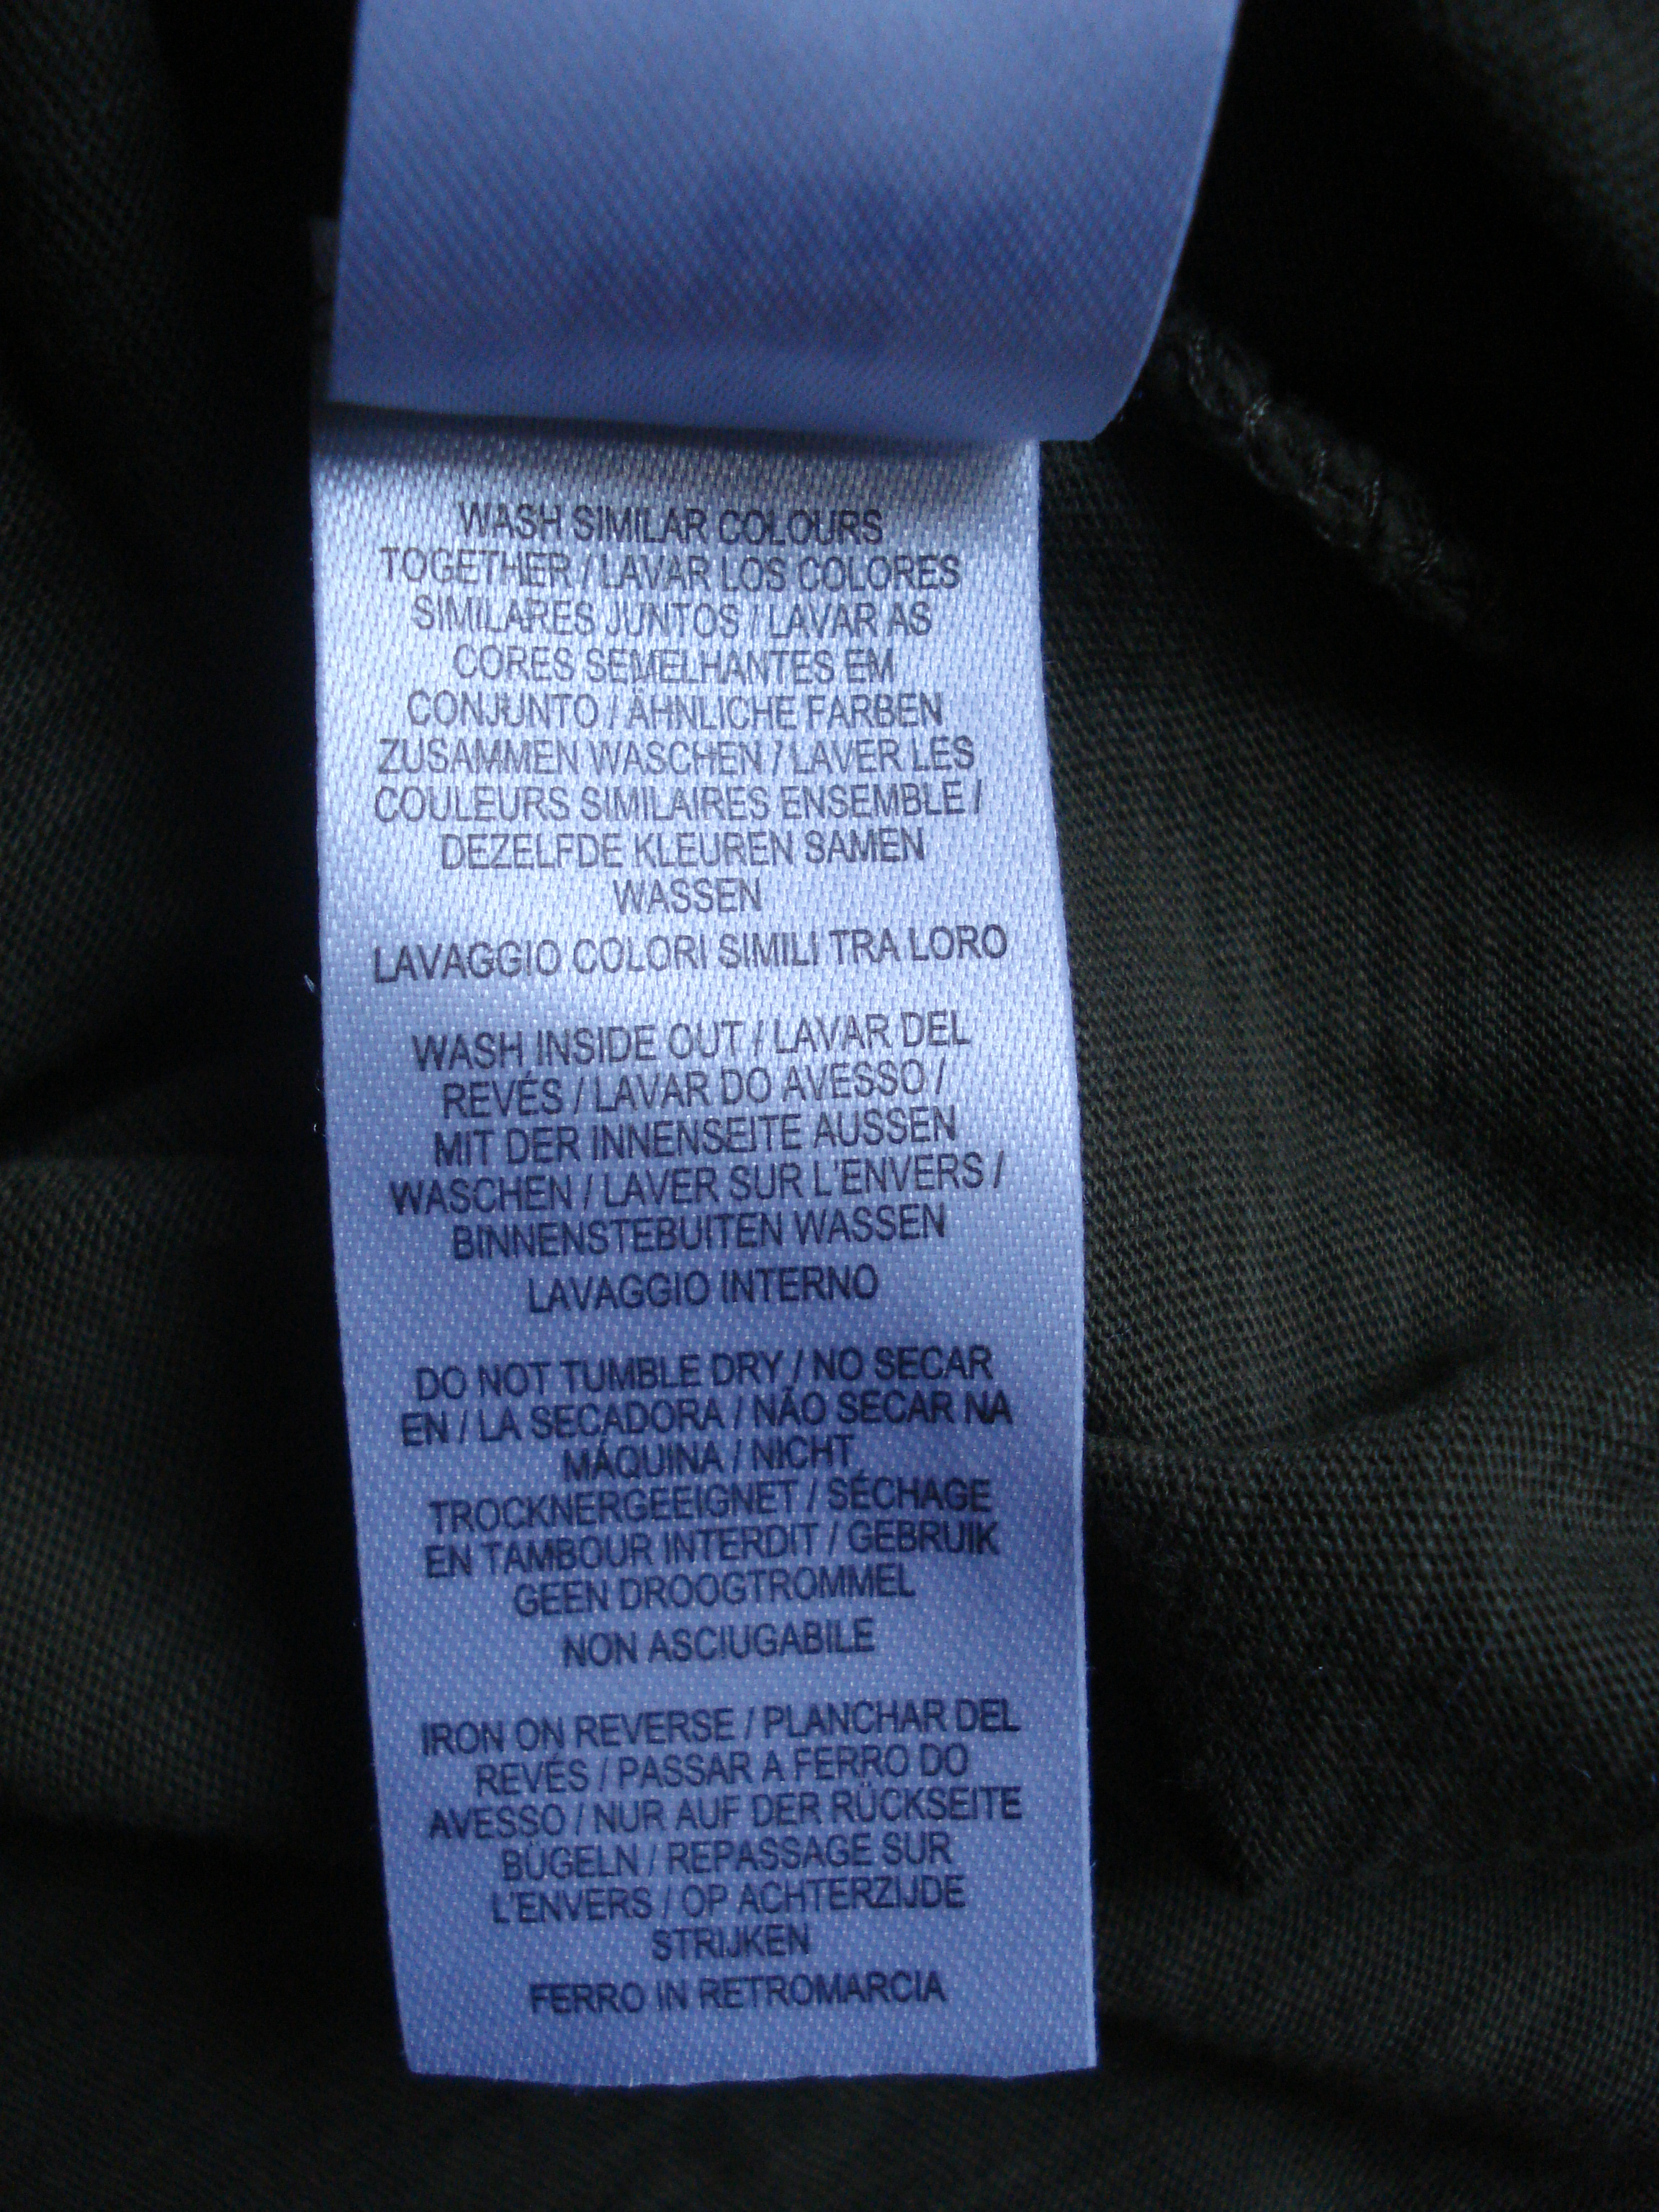 WASH SIMILAR COLOURS
TOGETHER / LAVAR LOS COLORES
SIMILARES JUNTOS / LAVAR AS
CORES SEMELHANTES EM
CONJUNTO / ÄHNLICHE FARBEN
ZUSAMMEN WASCHEN / LAVER LES
COULEURS SIMILAIRES ENSEMBLE /
DEZELFDE KLEUREN SAMEN
WASSEN
LAVAGGIO COLORI SIMILI TRA LORO
WASH INSIDE OUT / LAVAR DEL
REVÉS / LAVAR DO AVESSO /
MIT DER INNENSEITE AUSSEN
WASCHEN / LAVER SUR L'ENVERS /
BINNENSTEBUITEN WASSEN
LAVAGGIO INTERNO
DO NOT TUMBLE DRY / NO SECAR
EN / LA SECADORA / NÃO SECAR NA
MÁQUINA / NICHT
TROCKNERGEEIGNET / SÉCHAGE
EN TAMBOUR INTERDIT / GEBRUIK
GEEN DROOGTROMMEL
NON ASCIUGABILE
IRON ON REVERSE / PLANCHAR DEL
REVÉS / PASSAR A FERRO DO
AVESSO / NUR AUF DER RÜCKSEITE
BÜGELN / REPASSAGE SUR
L'ENVERS / OP ACHTERZIJDE
STRIJKEN
FERRO IN RETROMARCIA